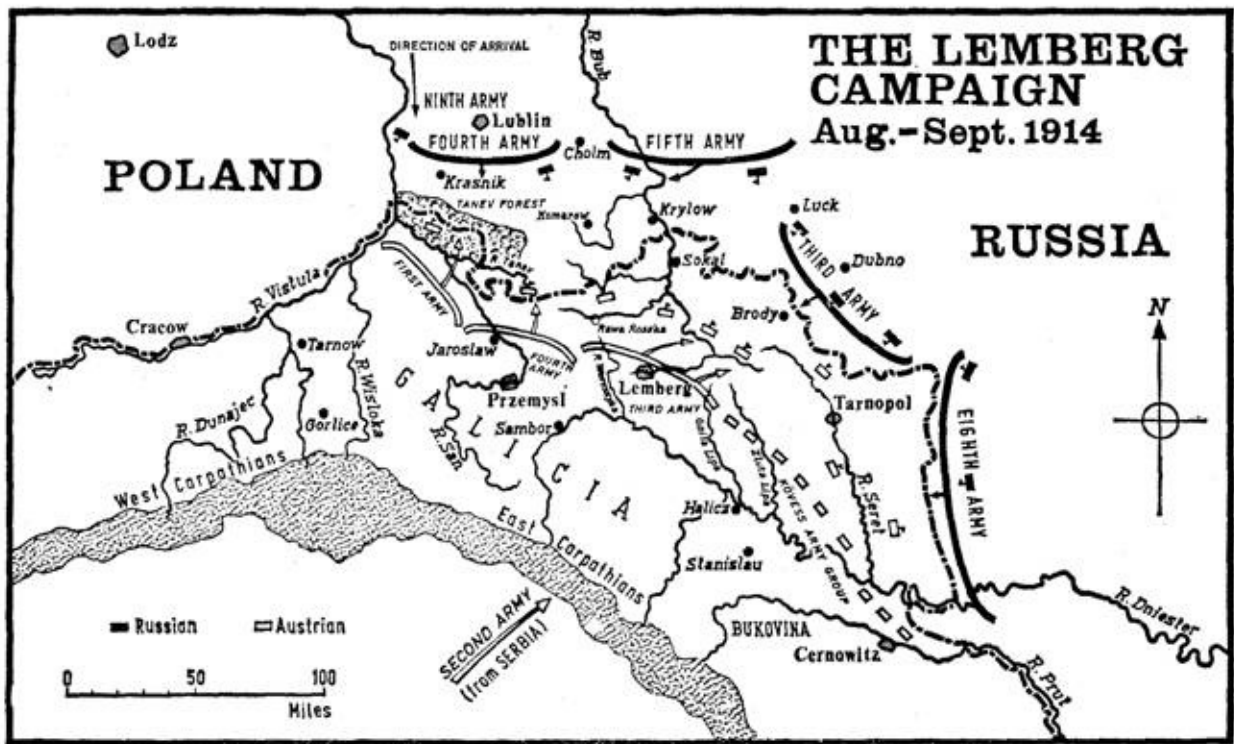 THE LEMBERG
CAMPAIGN
Aug.-Sept. 1914
Lodz
DIRECTION OF ARRIVAL
R. Bub
NINTH ARMY
Lublin
FOURTH ARMY
Cholm
FIFTH ARMY
POLAND
Krasnik
TANEV FOREST
Komarow
Krylow
Luck
RUSSIA
THIRD
ARMY
Dubno
R. Tanev
Sokal
FIRST ARMY
R. Vistula
Cracow
Brody
Rawa Russka
N
Tarnow
Jaroslaw
FOURTH
ARMY
Przemysl
Lemberg
THIRD ARMY
Tarnopol
R. Wisloka
R. Dunajec
Gorlice
GALICIA
R. San
Sambor
Gnila Lipa
Zlota Lipa
KÖVESS ARMY GROUP
R. Seret
EIGHTH ARMY
West Carpathians
East Carpathians
Halicz
Stanislau
SECOND ARMY
(from SERBIA)
BUKOVINA
Cernowitz
R. Dniester
R. Prut
Russian
Austrian
0 50 100
Miles